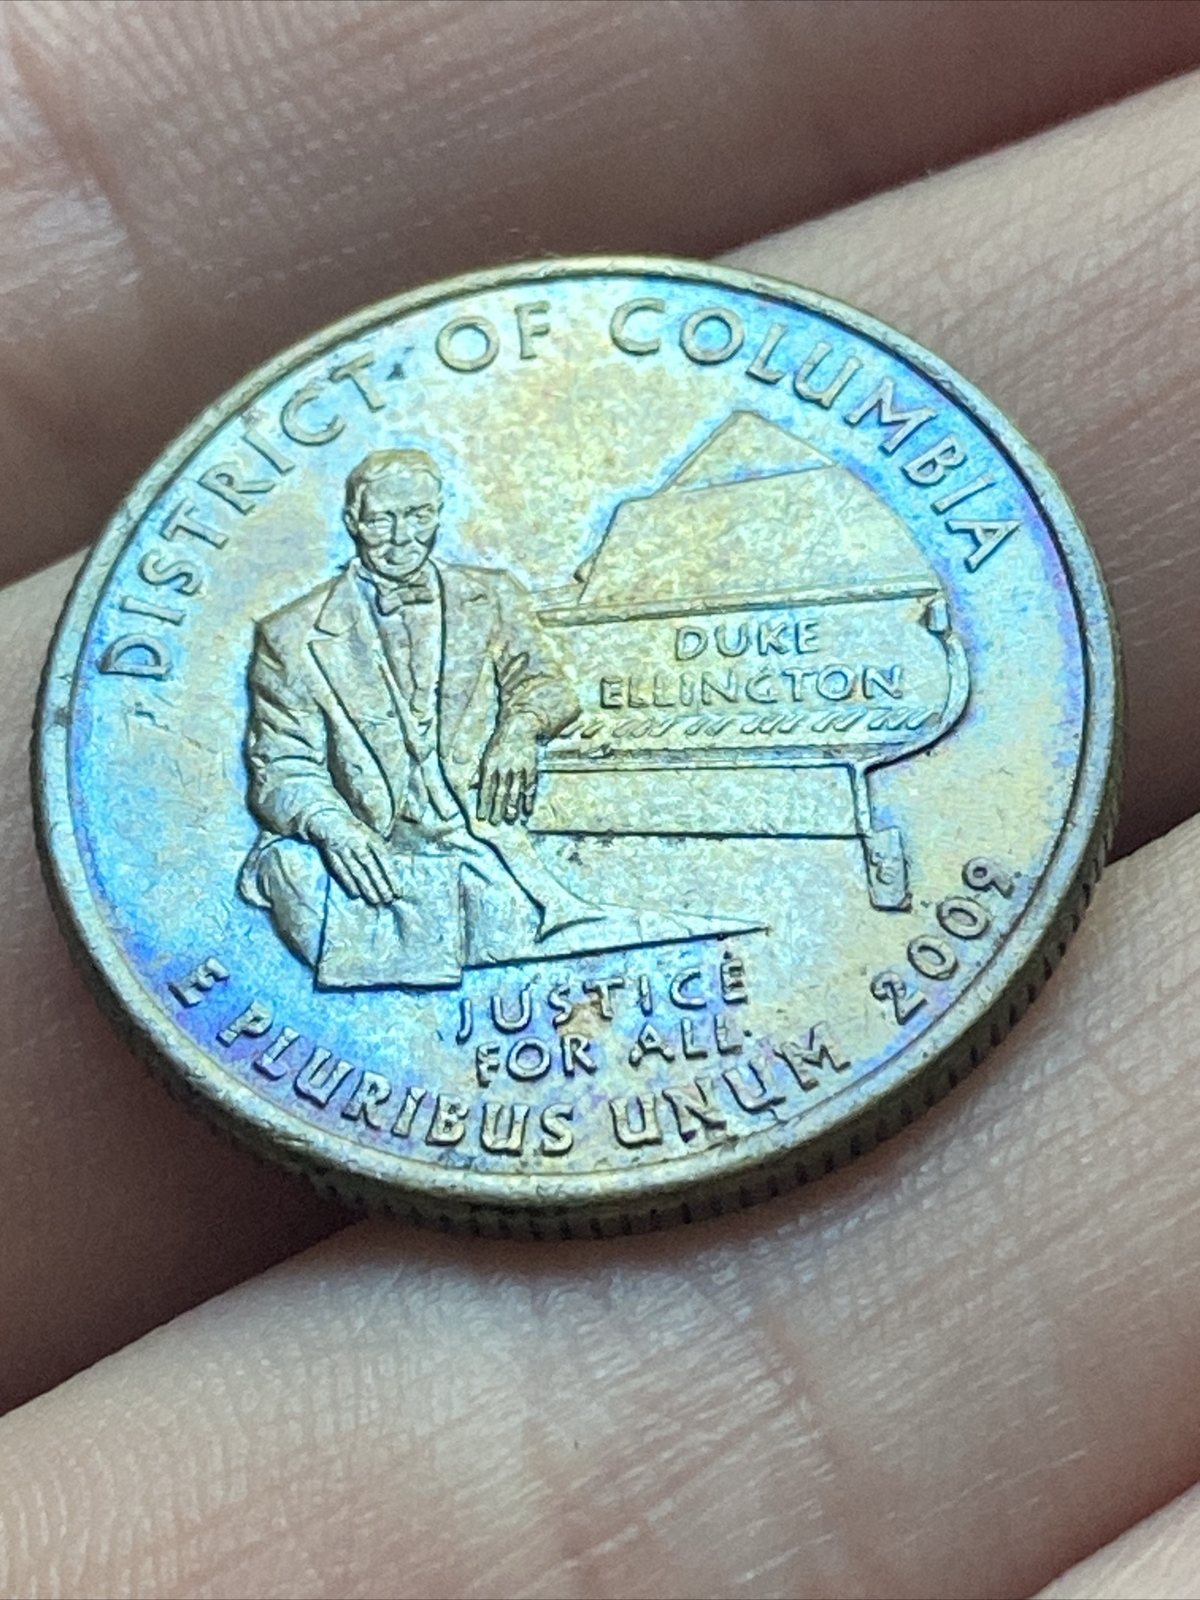 DISTRICT OF COLUMBIA
DUKE
ELLINGTON
JUSTICE
FOR ALL
E PLURIBUS UNUM
2009